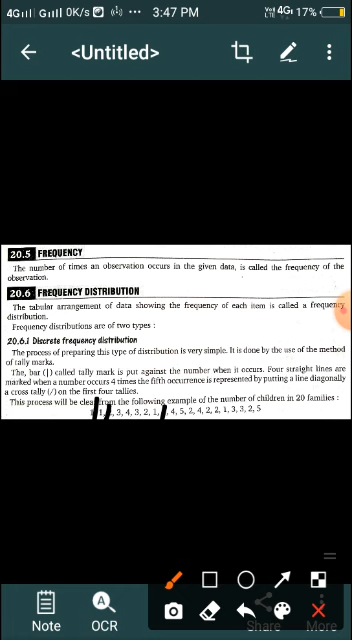 4G 4G 0K/s 3:47 PM 4G 17%
<Untitled>
20.5 FREQUENCY
The number of times an observation occurs in the given data, is called the frequency of the
observation.
20.6 FREQUENCY DISTRIBUTION
The tabular arrangement of data showing the frequency of each item is called a frequency
distribution.
Frequency distributions are of two types :
20.6.1 Discrete frequency distribution
The process of preparing this type of distribution is very simple. It is done by the use of the method
of tally marks.
The, bar (|) called tally mark is put against the number when it occurs. Four straight lines are
marked when a number occurs 4 times the fifth occurrence is represented by putting a line diagonally
a cross tally (/) on the first four tallies.
This process will be clear from the following example of the number of children in 20 families :
1, 3, 4, 3, 2, 1, 4, 5, 2, 4, 2, 2, 1, 3, 3, 2, 5
Note OCR Share More